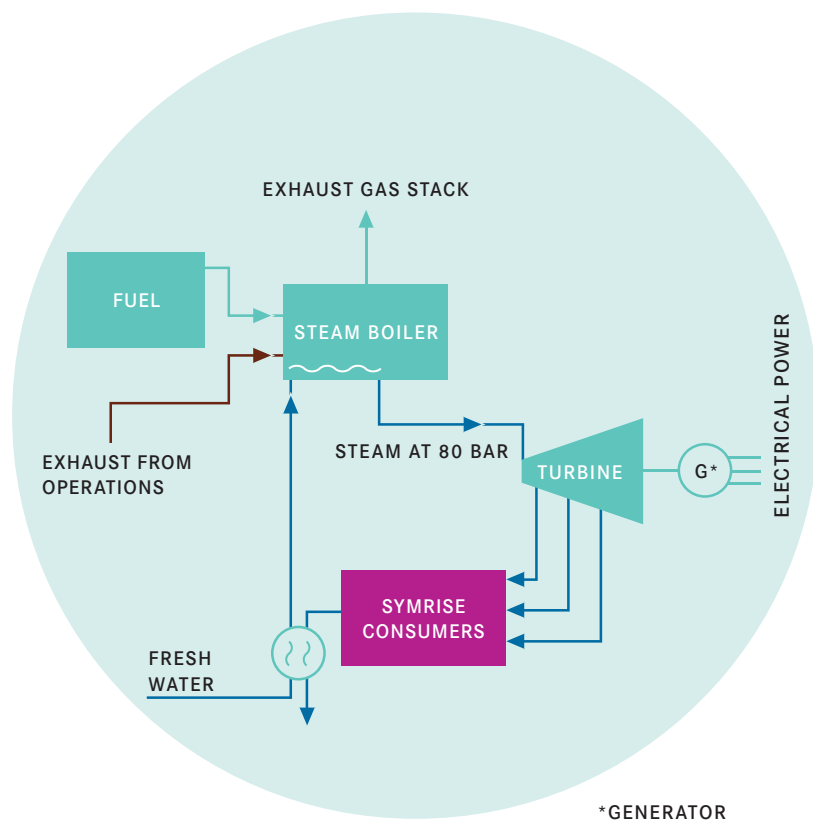 EXHAUST GAS STACK
FUEL
STEAM BOILER
ELECTRICAL POWER
EXHAUST FROM
OPERATIONS
STEAM AT 80 BAR
TURBINE
G*
SYMRISE
CONSUMERS
FRESH
WATER
*GENERATOR